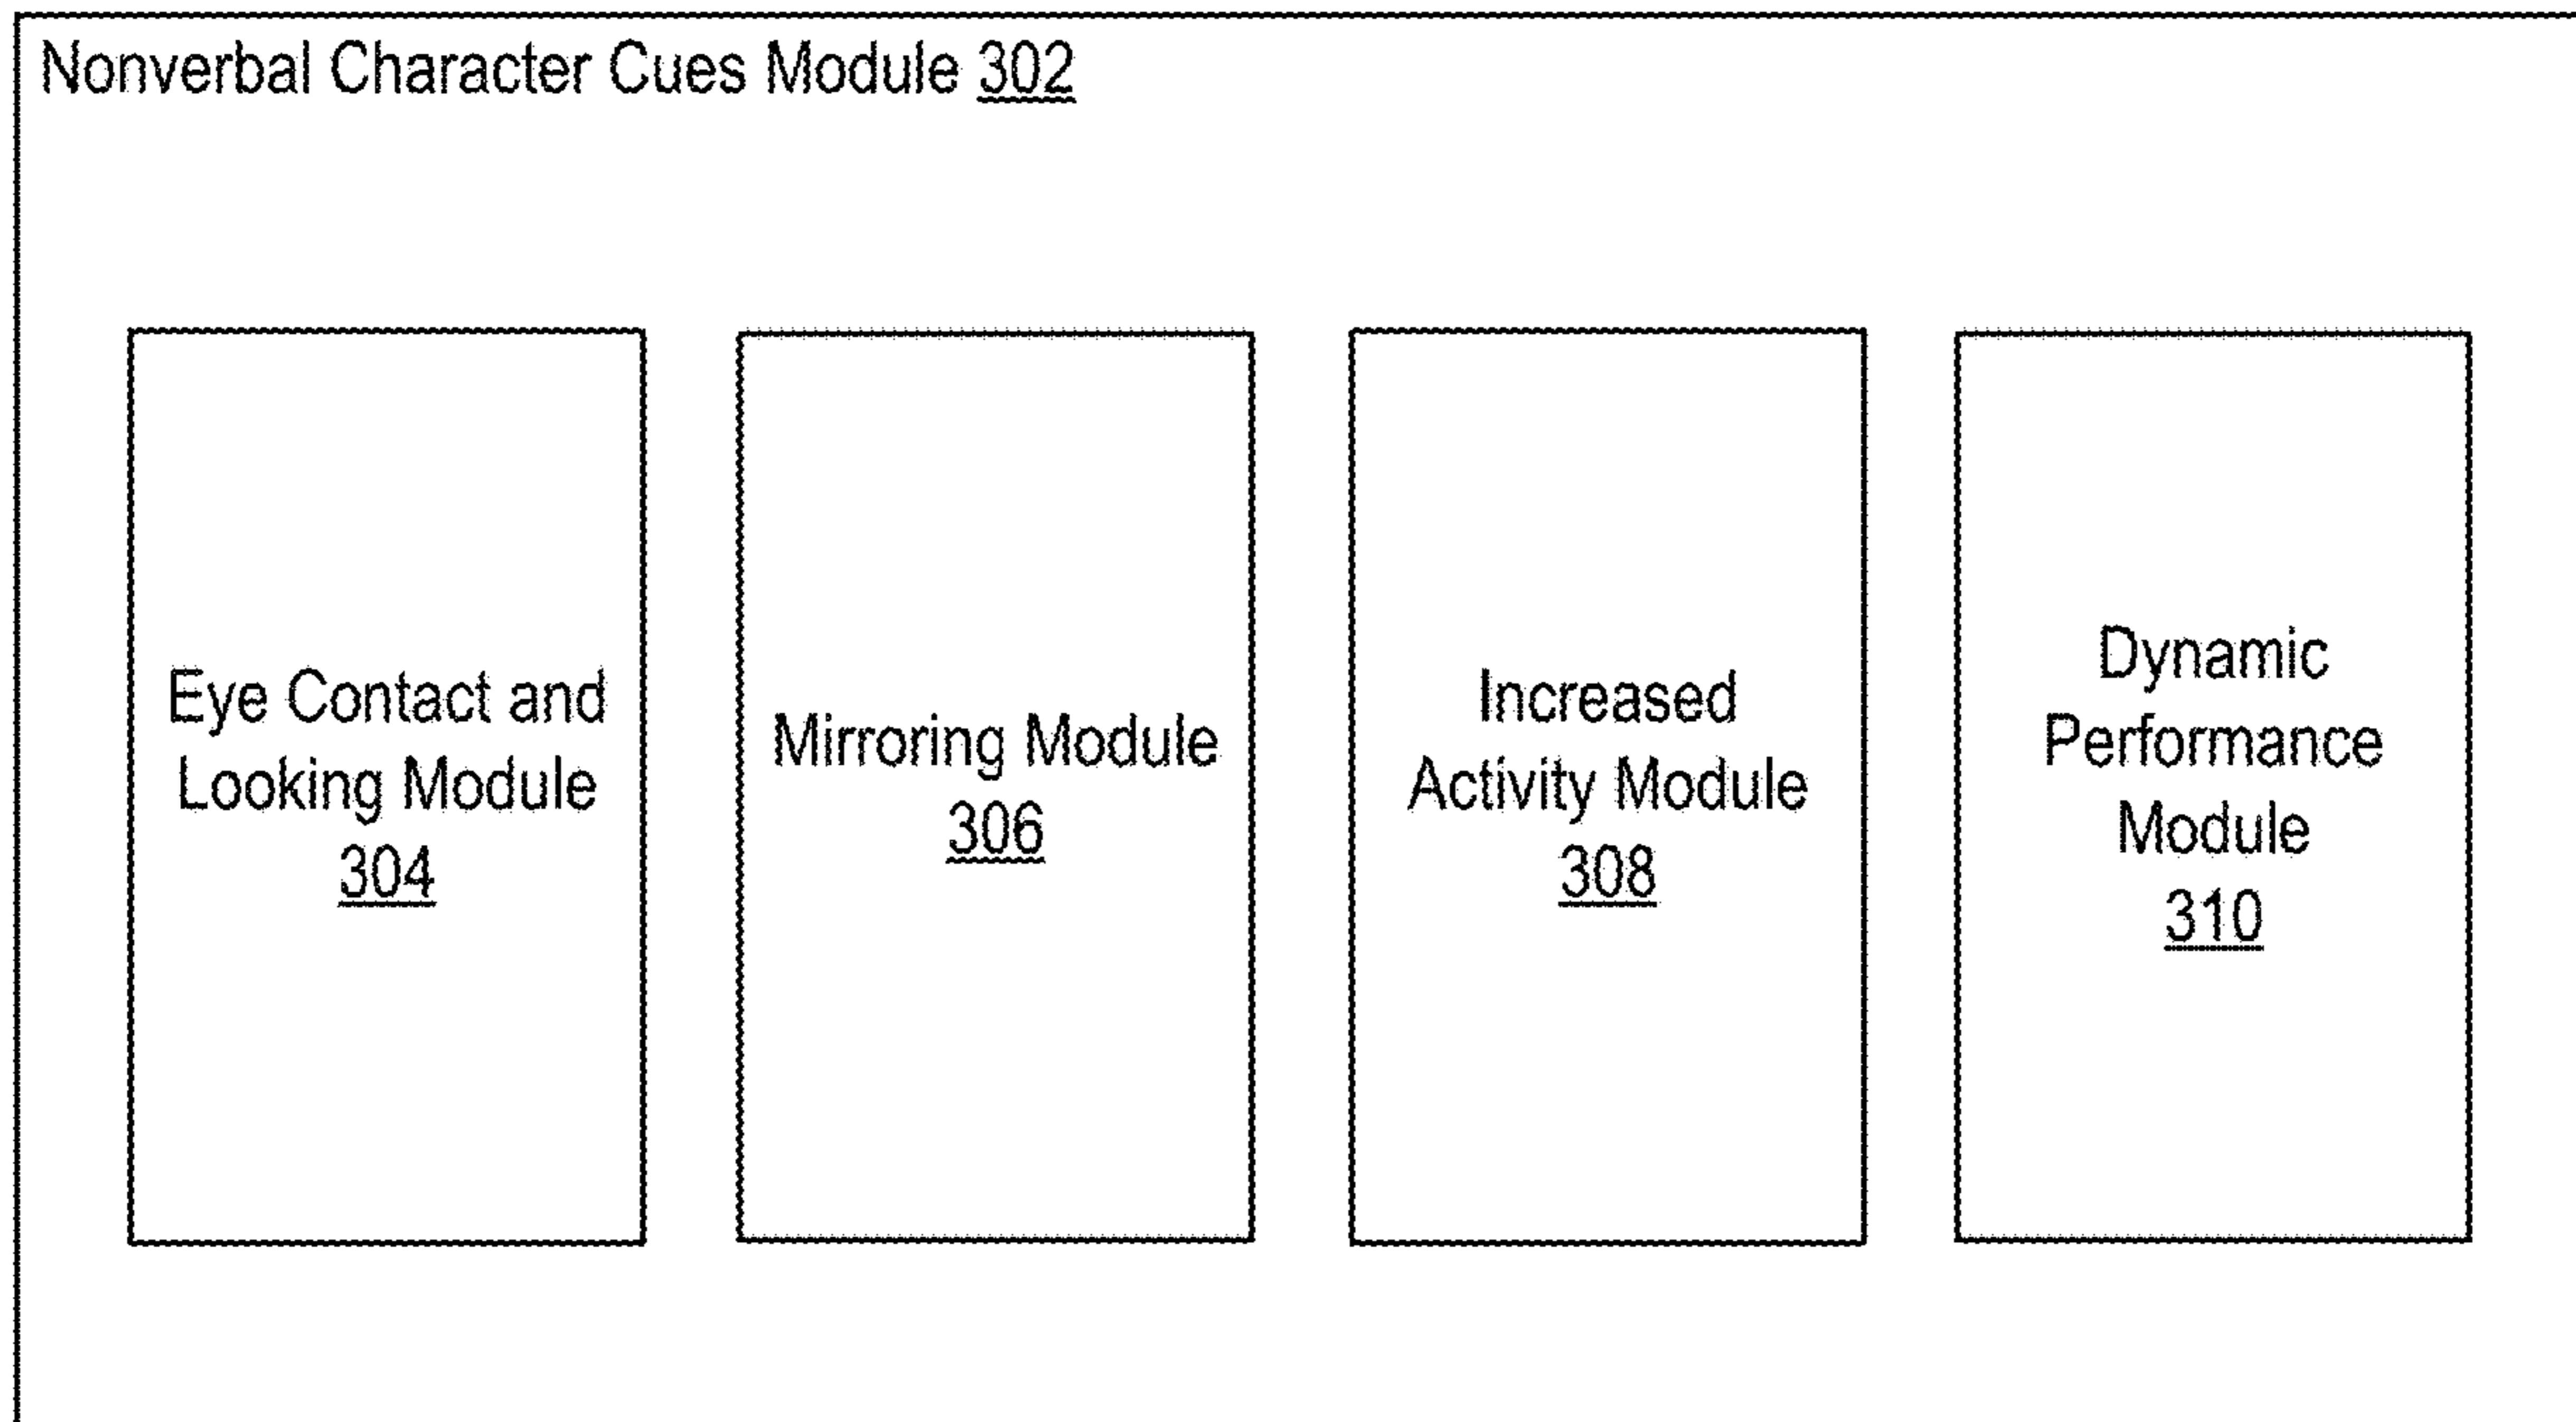 Nonverbal Character Cues Module 302
Eye Contact and
Looking Module
304
Mirroring Module
306
Increased
Activity Module
308
Dynamic
Performance
Module
310